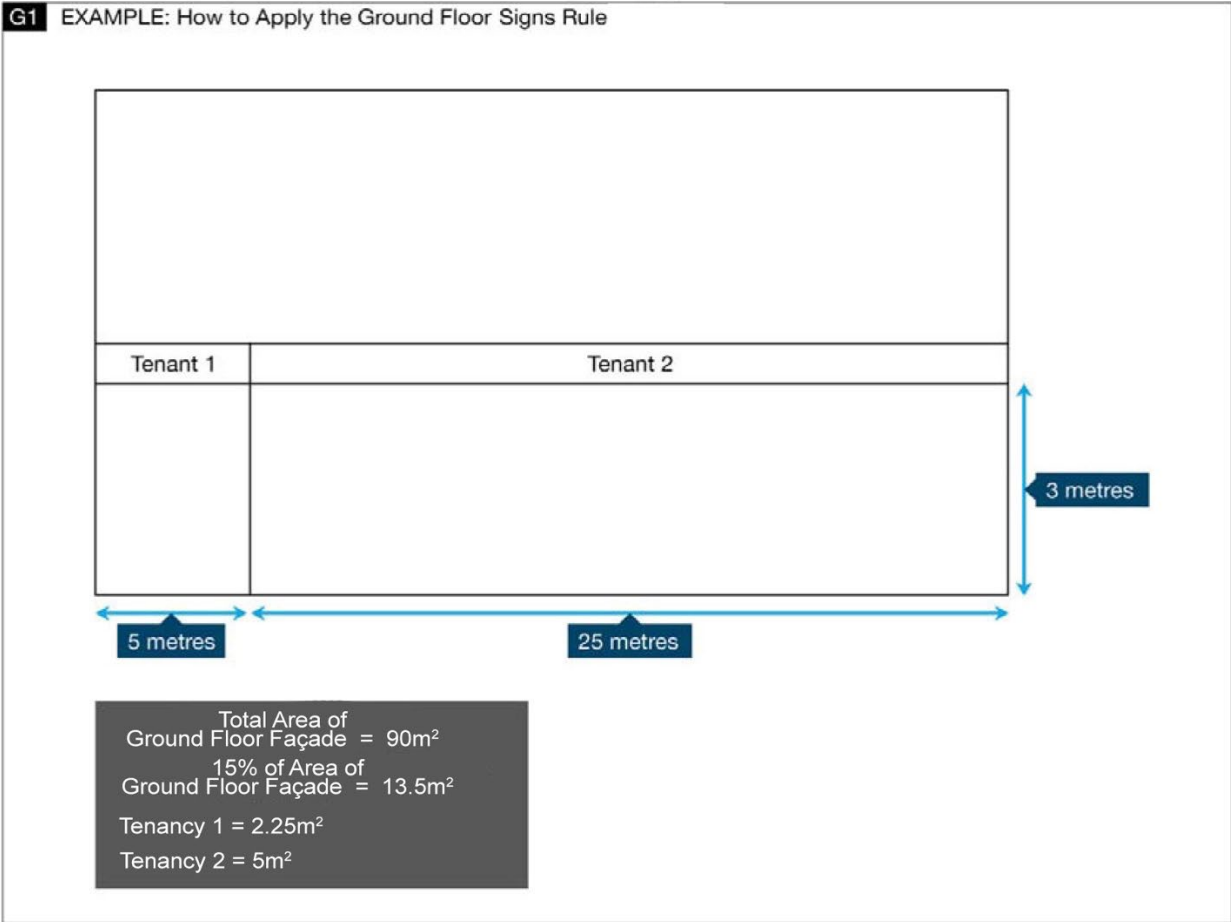 G1 EXAMPLE: How to Apply the Ground Floor Signs Rule
Tenant 1
Tenant 2
3 metres
5 metres
25 metres
Total Area of
Ground Floor Façade = 90m²
15% of Area of
Ground Floor Façade = 13.5m²
Tenancy 1 = 2.25m²
Tenancy 2 = 5m²